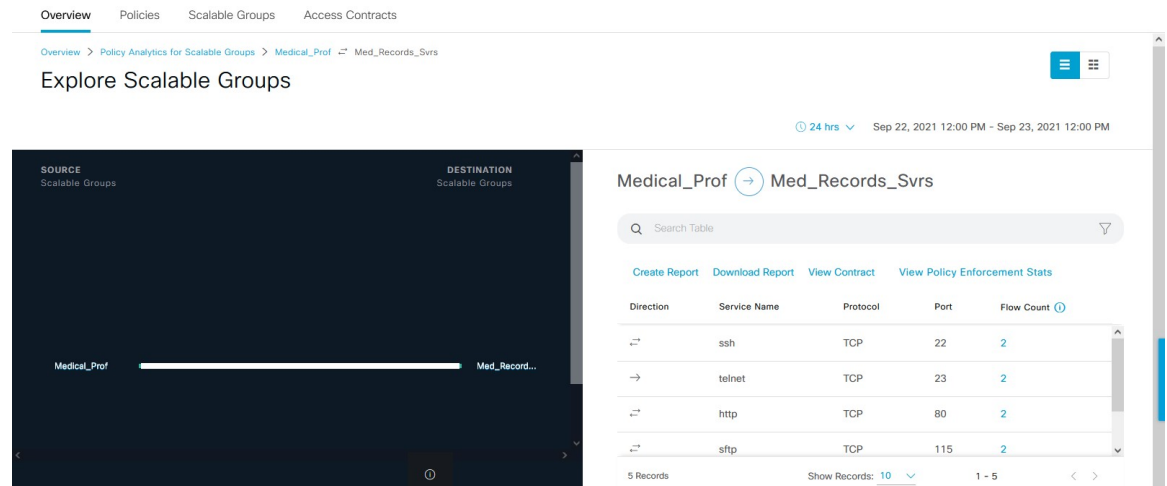 Overview Policies Scalable Groups Access Contracts
Overview > Policy Analytics for Scalable Groups > Medical_Prof ⇄ Med_Records_Svrs
Explore Scalable Groups
24 hrs Sep 22, 2021 12:00 PM - Sep 23, 2021 12:00 PM
SOURCE
Scalable Groups
DESTINATION
Scalable Groups
Medical_Prof
Med_Record...
Medical_Prof → Med_Records_Svrs
Search Table
Create Report Download Report View Contract View Policy Enforcement Stats
Direction Service Name Protocol Port Flow Count
⇄ ssh TCP 22 2
→ telnet TCP 23 2
⇄ http TCP 80 2
⇄ sftp TCP 115 2
5 Records Show Records: 10 1 - 5 < >